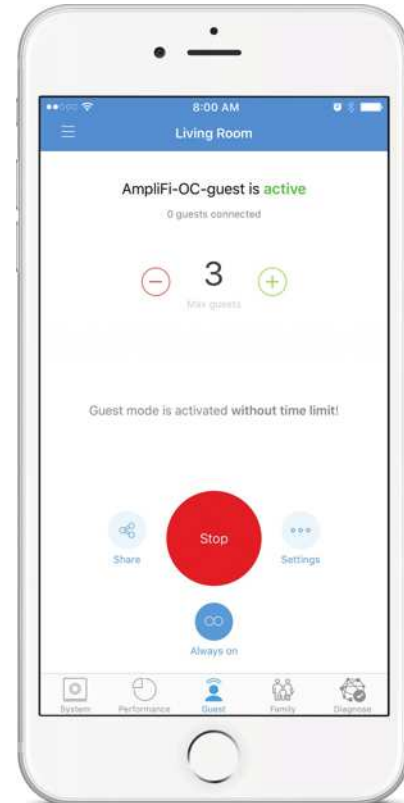 8:00 AM
Living Room
AmpliFi-OC-guest is active
0 guests connected
3
Max guests
Guest mode is activated without time limit!
Stop
Share
Settings
Always on
System
Performance
Guest
Family
Diagnose